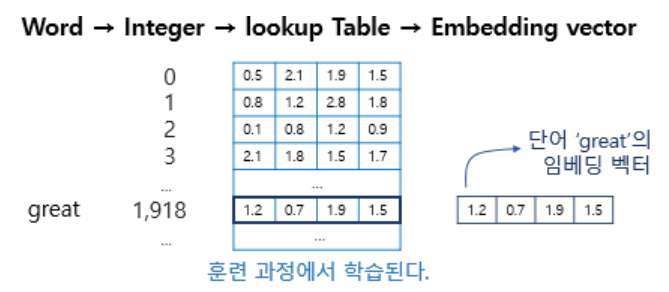 Word → Integer → lookup Table → Embedding vector
0 0.5 2.1 1.9 1.5
1 0.8 1.2 2.8 1.8
2 0.1 0.8 1.2 0.9
3 2.1 1.8 1.5 1.7
... ...
great 1,918 1.2 0.7 1.9 1.5
... ...
훈련 과정에서 학습된다.
단어 ‘great’의
임베딩 벡터
1.2 0.7 1.9 1.5